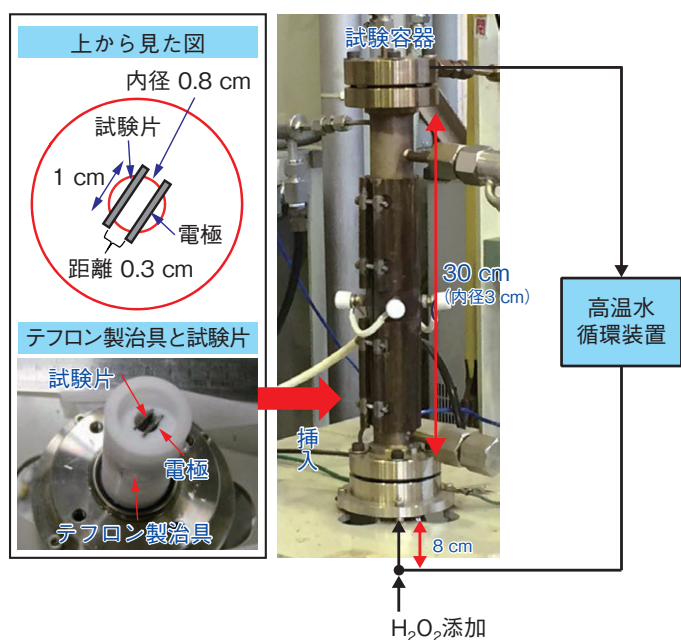 上から見た図
内径 0.8 cm
試験片
1 cm
電極
距離 0.3 cm
テフロン製治具と試験片
試験片
電極
テフロン製治具
試験容器
30 cm
(内径3 cm)
挿入
8 cm
H₂O₂添加
高温水
循環装置